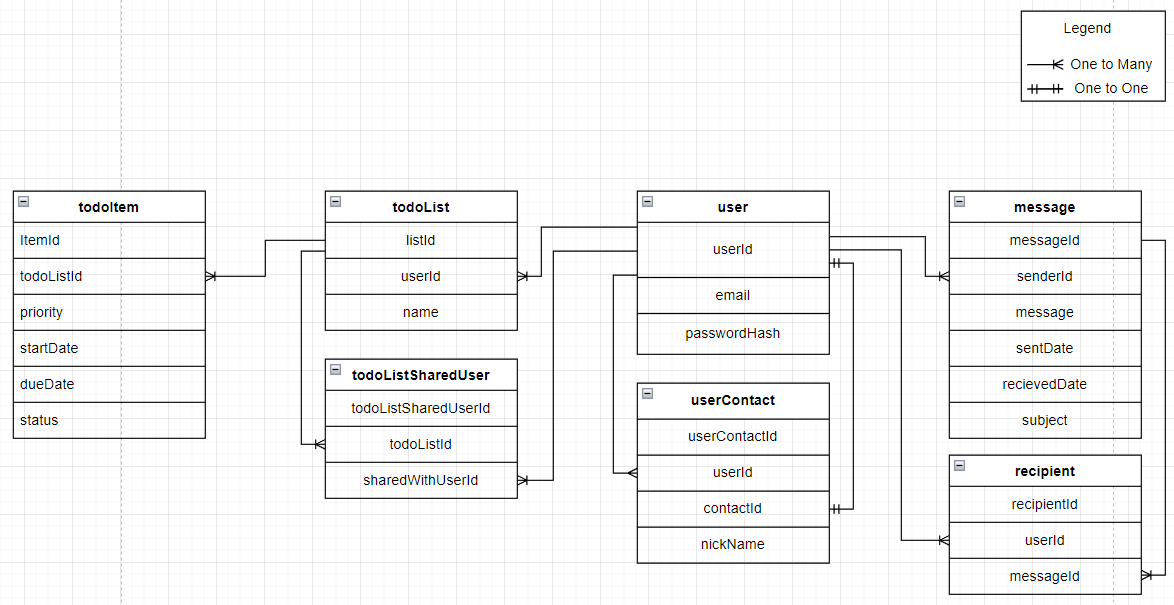 Legend
One to Many
One to One
todoItem
ItemId
todoListId
priority
startDate
dueDate
status
todoList
listId
userId
name
todoListSharedUser
todoListSharedUserId
todoListId
sharedWithUserId
user
userId
email
passwordHash
userContact
userContactId
userId
contactId
nickName
message
messageId
senderId
message
sentDate
recievedDate
subject
recipient
recipientId
userId
messageId